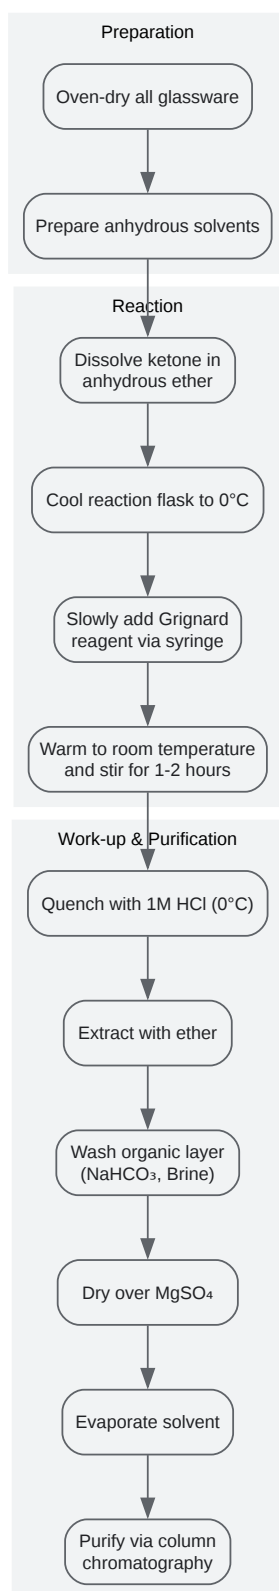 Preparation
Oven-dry all glassware
Prepare anhydrous solvents
Reaction
Dissolve ketone in
anhydrous ether
Cool reaction flask to 0°C
Slowly add Grignard
reagent via syringe
Warm to room temperature
and stir for 1-2 hours
Work-up & Purification
Quench with 1M HCl (0°C)
Extract with ether
Wash organic layer
(NaHCO₃, Brine)
Dry over MgSO₄
Evaporate solvent
Purify via column
chromatography